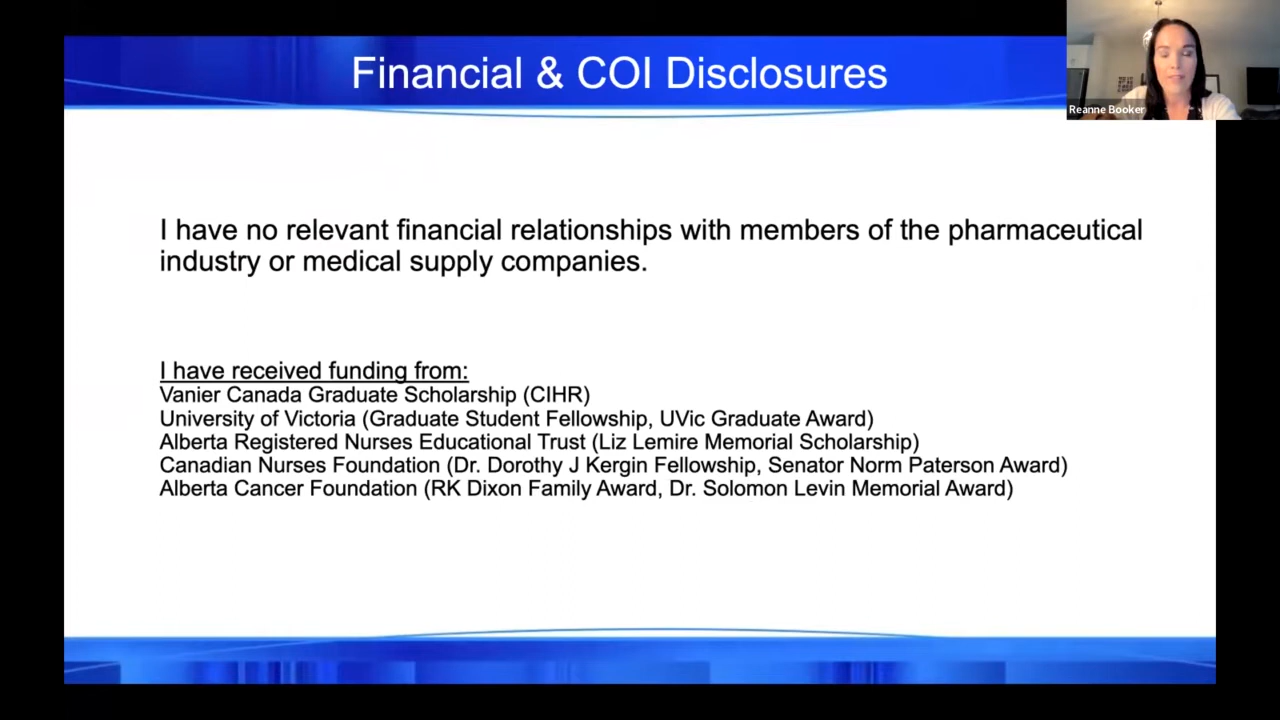 Financial & COI Disclosures
Reanne Booker
I have no relevant financial relationships with members of the pharmaceutical
industry or medical supply companies.
I have received funding from:
Vanier Canada Graduate Scholarship (CIHR)
University of Victoria (Graduate Student Fellowship, UVic Graduate Award)
Alberta Registered Nurses Educational Trust (Liz Lemire Memorial Scholarship)
Canadian Nurses Foundation (Dr. Dorothy J Kergin Fellowship, Senator Norm Paterson Award)
Alberta Cancer Foundation (RK Dixon Family Award, Dr. Solomon Levin Memorial Award)